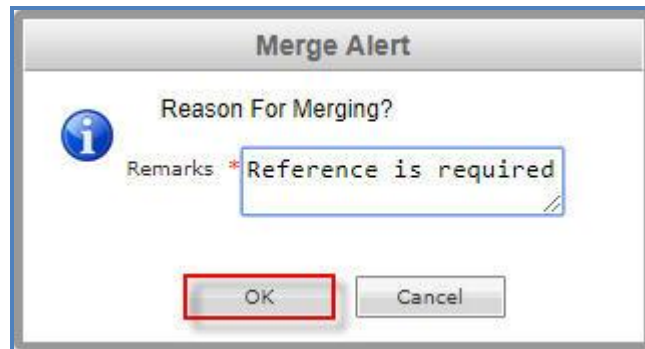 Merge Alert
Reason For Merging?
Remarks * Reference is required
OK Cancel